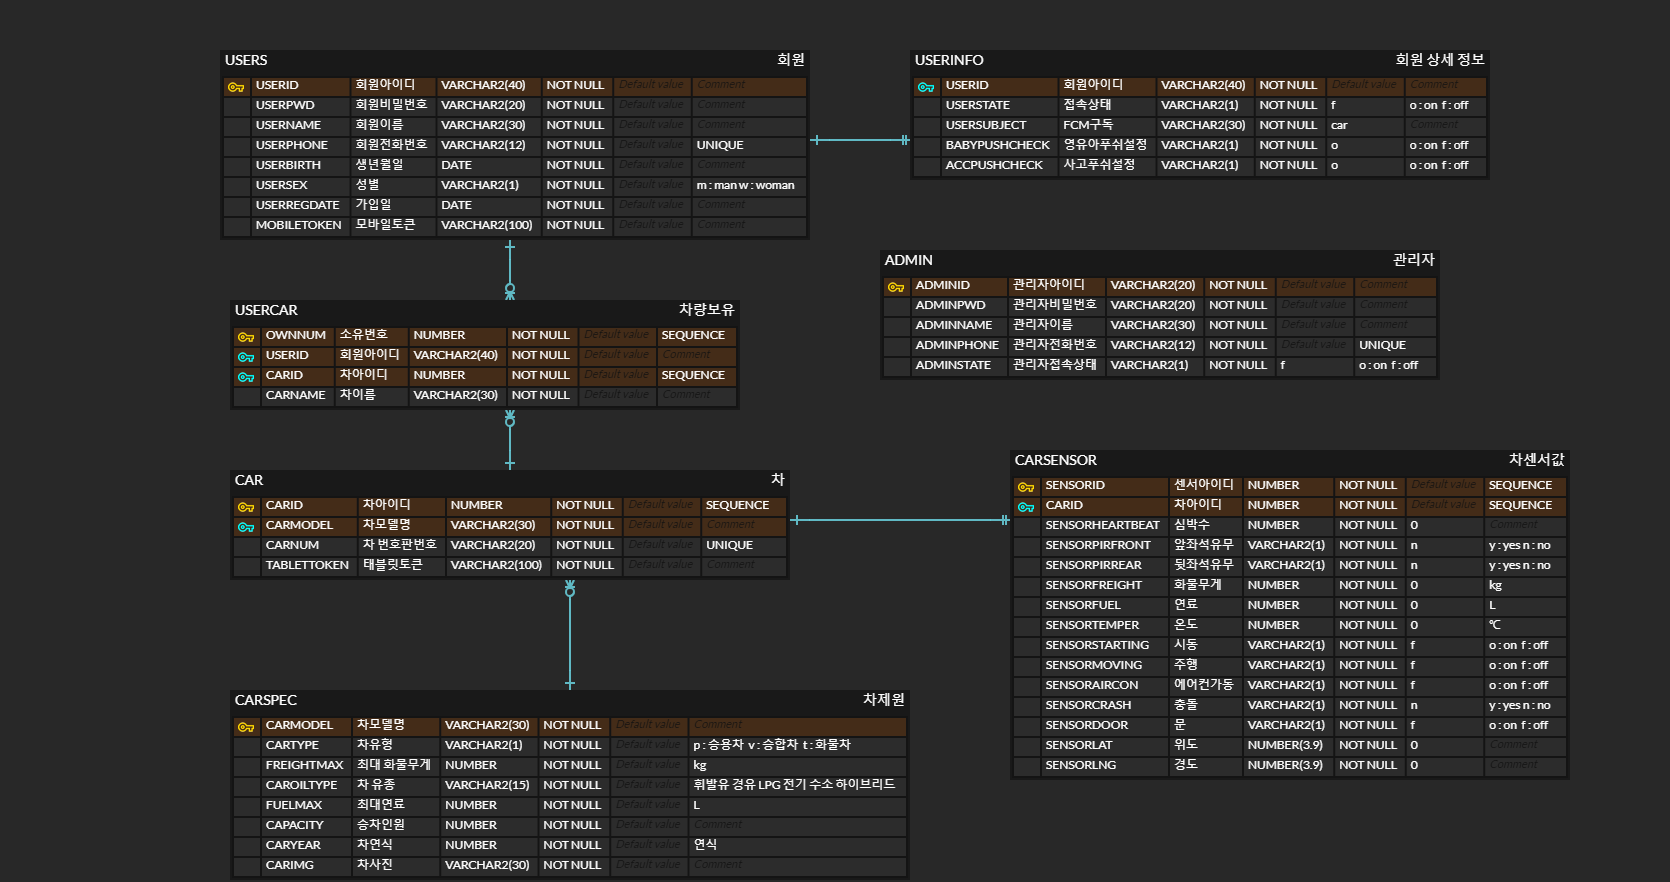 USERS 회원
USERID 회원아이디 VARCHAR2(40) NOT NULL Default value Comment
USERPWD 회원비밀번호 VARCHAR2(20) NOT NULL Default value Comment
USERNAME 회원이름 VARCHAR2(30) NOT NULL Default value Comment
USERPHONE 회원전화번호 VARCHAR2(12) NOT NULL Default value UNIQUE
USERBIRTH 생년월일 DATE NOT NULL Default value Comment
USERSEX 성별 VARCHAR2(1) NOT NULL Default value m : man w : woman
USERREGDATE 가입일 DATE NOT NULL Default value Comment
MOBILETOKEN 모바일토큰 VARCHAR2(100) NOT NULL Default value Comment
USERINFO 회원 상세 정보
USERID 회원아이디 VARCHAR2(40) NOT NULL Default value Comment
USERSTATE 접속상태 VARCHAR2(1) NOT NULL f o : on f : off
USERSUBJECT FCM구독 VARCHAR2(30) NOT NULL car Comment
BABYPUSHCHECK 영유아푸쉬설정 VARCHAR2(1) NOT NULL o o : on f : off
ACCPUSHCHECK 사고푸쉬설정 VARCHAR2(1) NOT NULL o o : on f : off
ADMIN 관리자
ADMINID 관리자아이디 VARCHAR2(20) NOT NULL Default value Comment
ADMINPWD 관리자비밀번호 VARCHAR2(20) NOT NULL Default value Comment
ADMINNAME 관리자이름 VARCHAR2(30) NOT NULL Default value Comment
ADMINPHONE 관리자전화번호 VARCHAR2(12) NOT NULL Default value UNIQUE
ADMINSTATE 관리자접속상태 VARCHAR2(1) NOT NULL f o : on f : off
USERCAR 차량보유
OWNNUM 소유번호 NUMBER NOT NULL Default value SEQUENCE
USERID 회원아이디 VARCHAR2(40) NOT NULL Default value Comment
CARID 차아이디 NUMBER NOT NULL Default value SEQUENCE
CARNAME 차이름 VARCHAR2(30) NOT NULL Default value Comment
CAR 차
CARID 차아이디 NUMBER NOT NULL Default value SEQUENCE
CARMODEL 차모델명 VARCHAR2(30) NOT NULL Default value Comment
CARNUM 차 번호판번호 VARCHAR2(20) NOT NULL Default value UNIQUE
TABLETTOKEN 태블릿토큰 VARCHAR2(100) NOT NULL Default value Comment
CARSENSOR 차센서값
SENSORID 센서아이디 NUMBER NOT NULL Default value SEQUENCE
CARID 차아이디 NUMBER NOT NULL Default value SEQUENCE
SENSORHEARTBEAT 심박수 NUMBER NOT NULL 0 Comment
SENSORPIRFRONT 앞좌석유무 VARCHAR2(1) NOT NULL n y : yes n : no
SENSORPIRREAR 뒷좌석유무 VARCHAR2(1) NOT NULL n y : yes n : no
SENSORFREIGHT 화물무게 NUMBER NOT NULL 0 kg
SENSORFUEL 연료 NUMBER NOT NULL 0 L
SENSORTEMPER 온도 NUMBER NOT NULL 0 ℃
SENSORSTARTING 시동 VARCHAR2(1) NOT NULL f o : on f : off
SENSORMOVING 주행 VARCHAR2(1) NOT NULL f o : on f : off
SENSORAIRCON 에어컨가동 VARCHAR2(1) NOT NULL f o : on f : off
SENSORCRASH 충돌 VARCHAR2(1) NOT NULL n y : yes n : no
SENSORDOOR 문 VARCHAR2(1) NOT NULL f o : on f : off
SENSORLAT 위도 NUMBER(3.9) NOT NULL 0 Comment
SENSORLNG 경도 NUMBER(3.9) NOT NULL 0 Comment
CARSPEC 차제원
CARMODEL 차모델명 VARCHAR2(30) NOT NULL Default value Comment
CARTYPE 차유형 VARCHAR2(1) NOT NULL Default value p : 승용차 v : 승합차 t : 화물차
FREIGHTMAX 최대 화물무게 NUMBER NOT NULL Default value kg
CAROILTYPE 차 유종 VARCHAR2(15) NOT NULL Default value 휘발유 경유 LPG 전기 수소 하이브리드
FUELMAX 최대연료 NUMBER NOT NULL Default value L
CAPACITY 승차인원 NUMBER NOT NULL Default value Comment
CARYEAR 차연식 NUMBER NOT NULL Default value 연식
CARIMG 차사진 VARCHAR2(30) NOT NULL Default value Comment